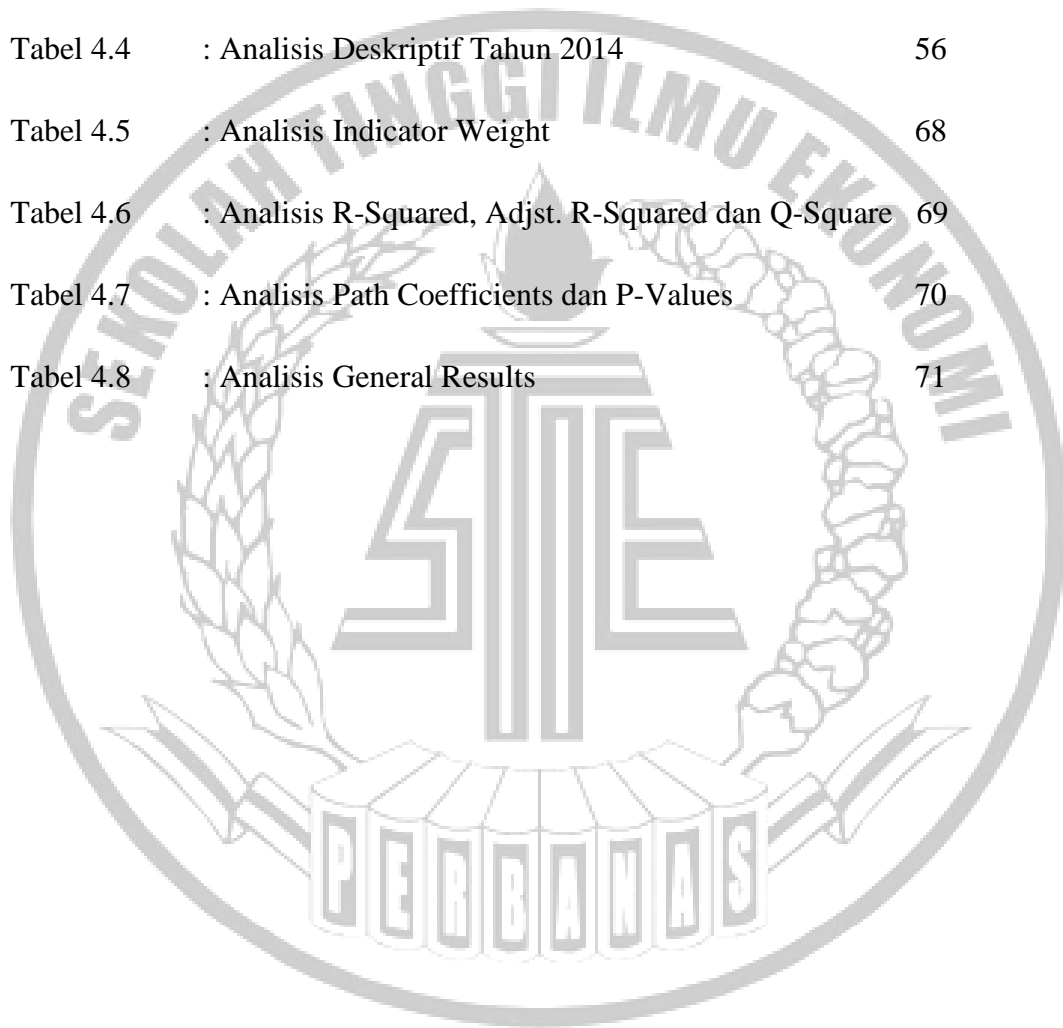 Tabel 4.4 : Analisis Deskriptif Tahun 2014 56
Tabel 4.5 : Analisis Indicator Weight 68
Tabel 4.6 : Analisis R-Squared, Adjst. R-Squared dan Q-Square 69
Tabel 4.7 : Analisis Path Coefficients dan P-Values 70
Tabel 4.8 : Analisis General Results 71
SEKOLAH TINGGI ILMU EKONOMI
STIE
PERBANAS